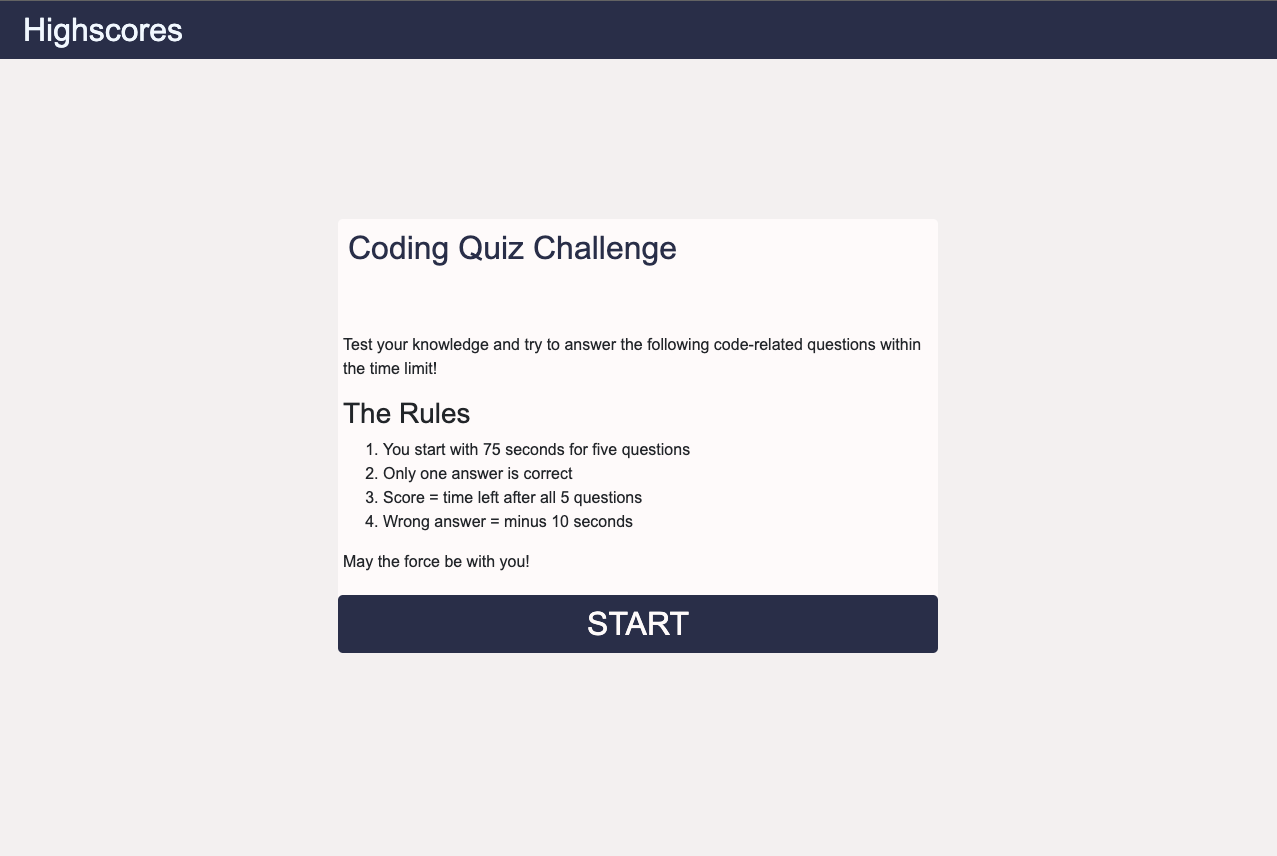 Highscores
Coding Quiz Challenge
Test your knowledge and try to answer the following code-related questions within
the time limit!
The Rules
1. You start with 75 seconds for five questions
2. Only one answer is correct
3. Score = time left after all 5 questions
4. Wrong answer = minus 10 seconds
May the force be with you!
START